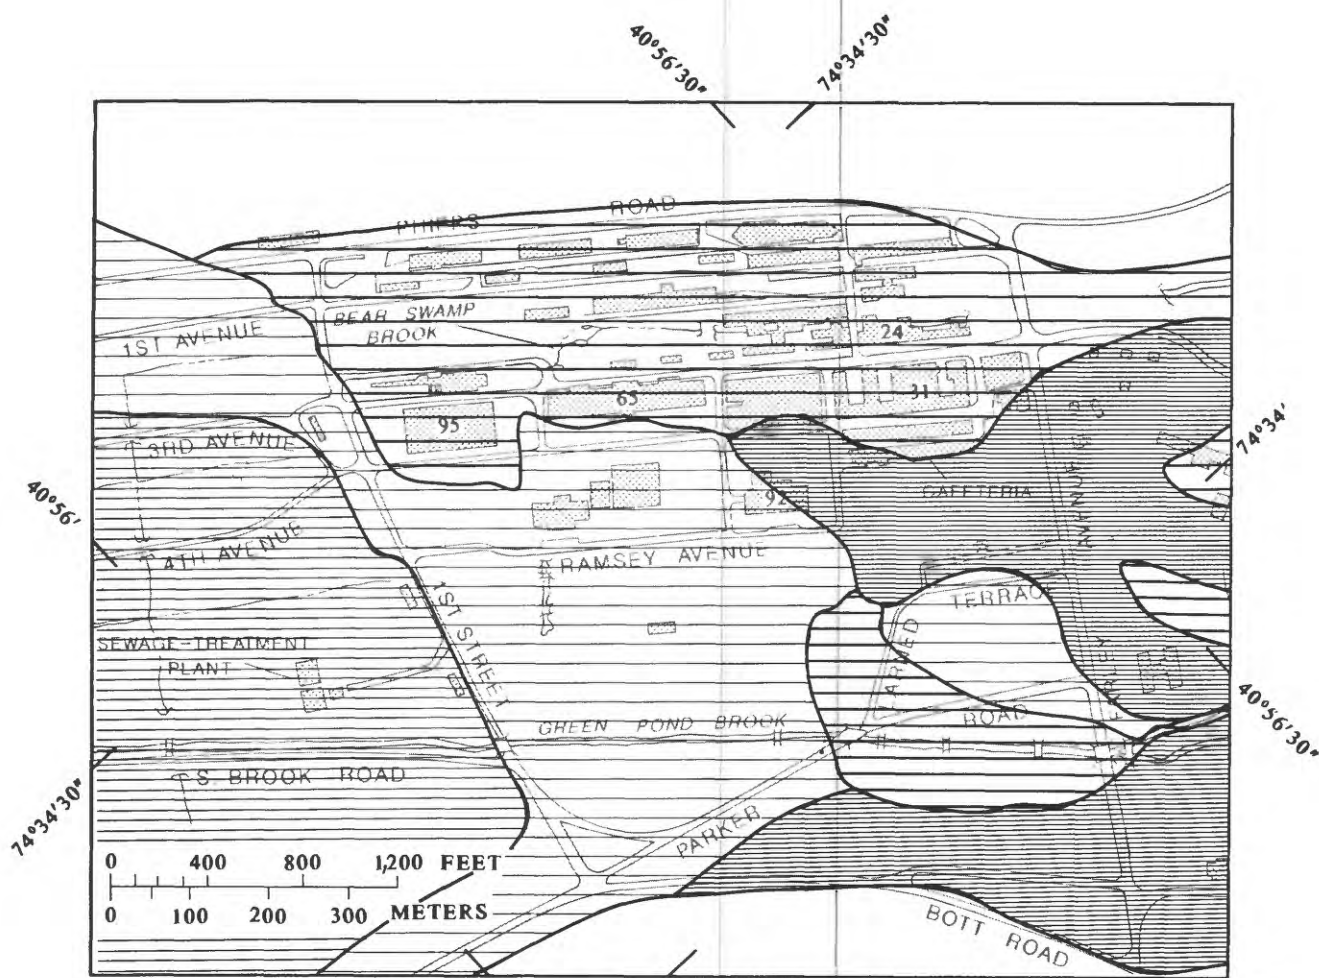 40°56'30"
74°34'30"
PHIPPS ROAD
1ST AVENUE
BEAR SWAMP
BROOK
24
65
31
95
3RD AVENUE
74°34'
40°56'
92
CAFETERIA
4TH AVENUE
RAMSEY AVENUE
AVENUE
1ST STREET
TERRAC
SEWAGE-TREATMENT
PLANT
FARLEY
GREEN POND BROOK
ROAD
40°56'30"
S. BROOK ROAD
74°34'30"
PARKER
0 400 800 1,200 FEET
0 100 200 300 METERS
BOTT ROAD